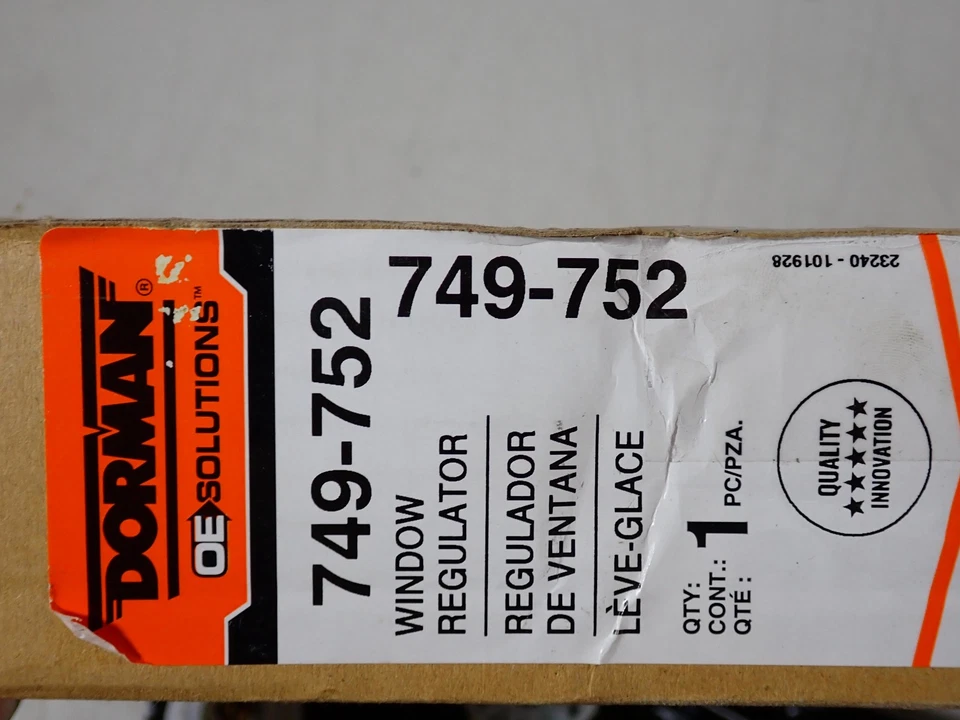 DORMAN®
OE SOLUTIONS™
749-752
749-752
WINDOW
REGULATOR
REGULADOR
DE VENTANA
LÈVE-GLACE
QTY:
CONT.: 1 PC/PZA.
QTÉ :
QUALITY
INNOVATION
23240 - 101928